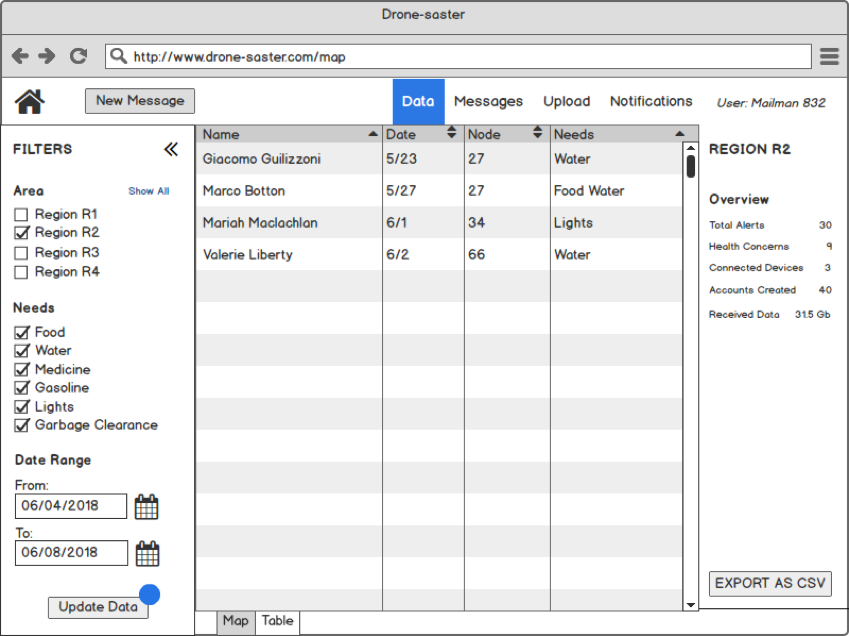 Drone-saster
http://www.drone-saster.com/map
New Message
Data Messages Upload Notifications User: Mailman 832
FILTERS
Area Show All
Region R1
Region R2
Region R3
Region R4
Needs
Food
Water
Medicine
Gasoline
Lights
Garbage Clearance
Date Range
From:
06/04/2018
To:
06/08/2018
Update Data
Name Date Node Needs
Giacomo Guilizzoni 5/23 27 Water
Marco Botton 5/27 27 Food Water
Mariah Maclachlan 6/1 34 Lights
Valerie Liberty 6/2 66 Water
Map Table
REGION R2
Overview
Total Alerts 30
Health Concerns 9
Connected Devices 3
Accounts Created 40
Received Data 31.5 Gb
EXPORT AS CSV